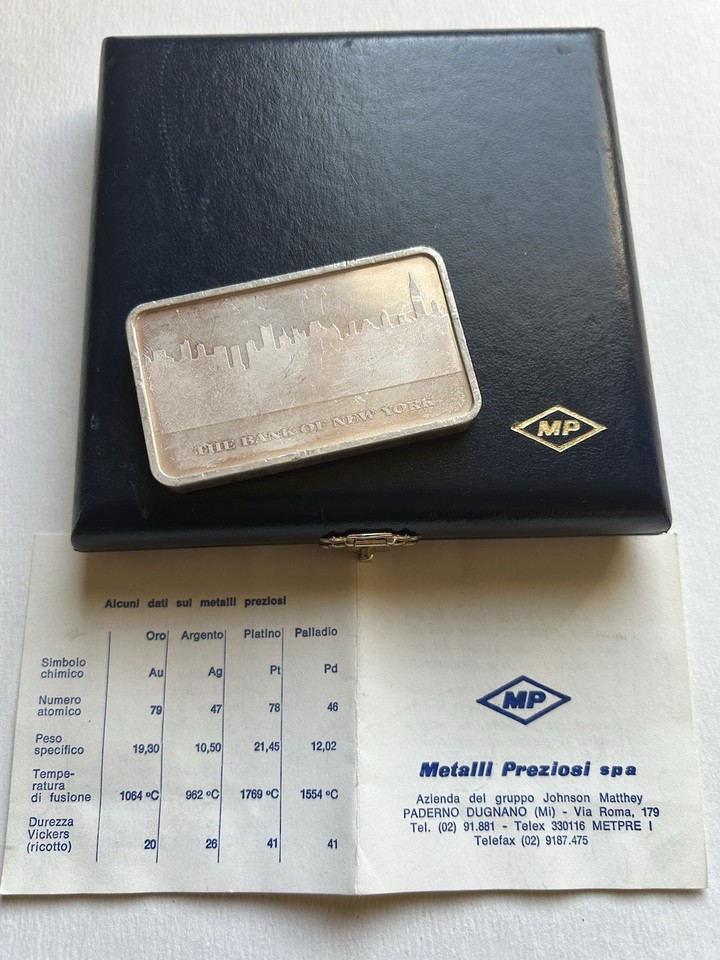 THE BANK OF NEW YORK
MP
Alcuni dati sui metalli preziosi
Oro Argento Platino Palladio
Simbolo
chimico Au Ag Pt Pd
Numero
atomico 79 47 78 46
Peso
specifico 19,30 10,50 21,45 12,02
Tempe-
ratura
di fusione 1064 ºC 962 ºC 1769 ºC 1554 ºC
Durezza
Vickers
(ricotto) 20 26 41 41
MP
Metalli Preziosi spa
Azienda del gruppo Johnson Matthey
PADERNO DUGNANO (Mi) - Via Roma, 179
Tel. (02) 91.881 - Telex 330116 METPRE I
Telefax (02) 9187.475